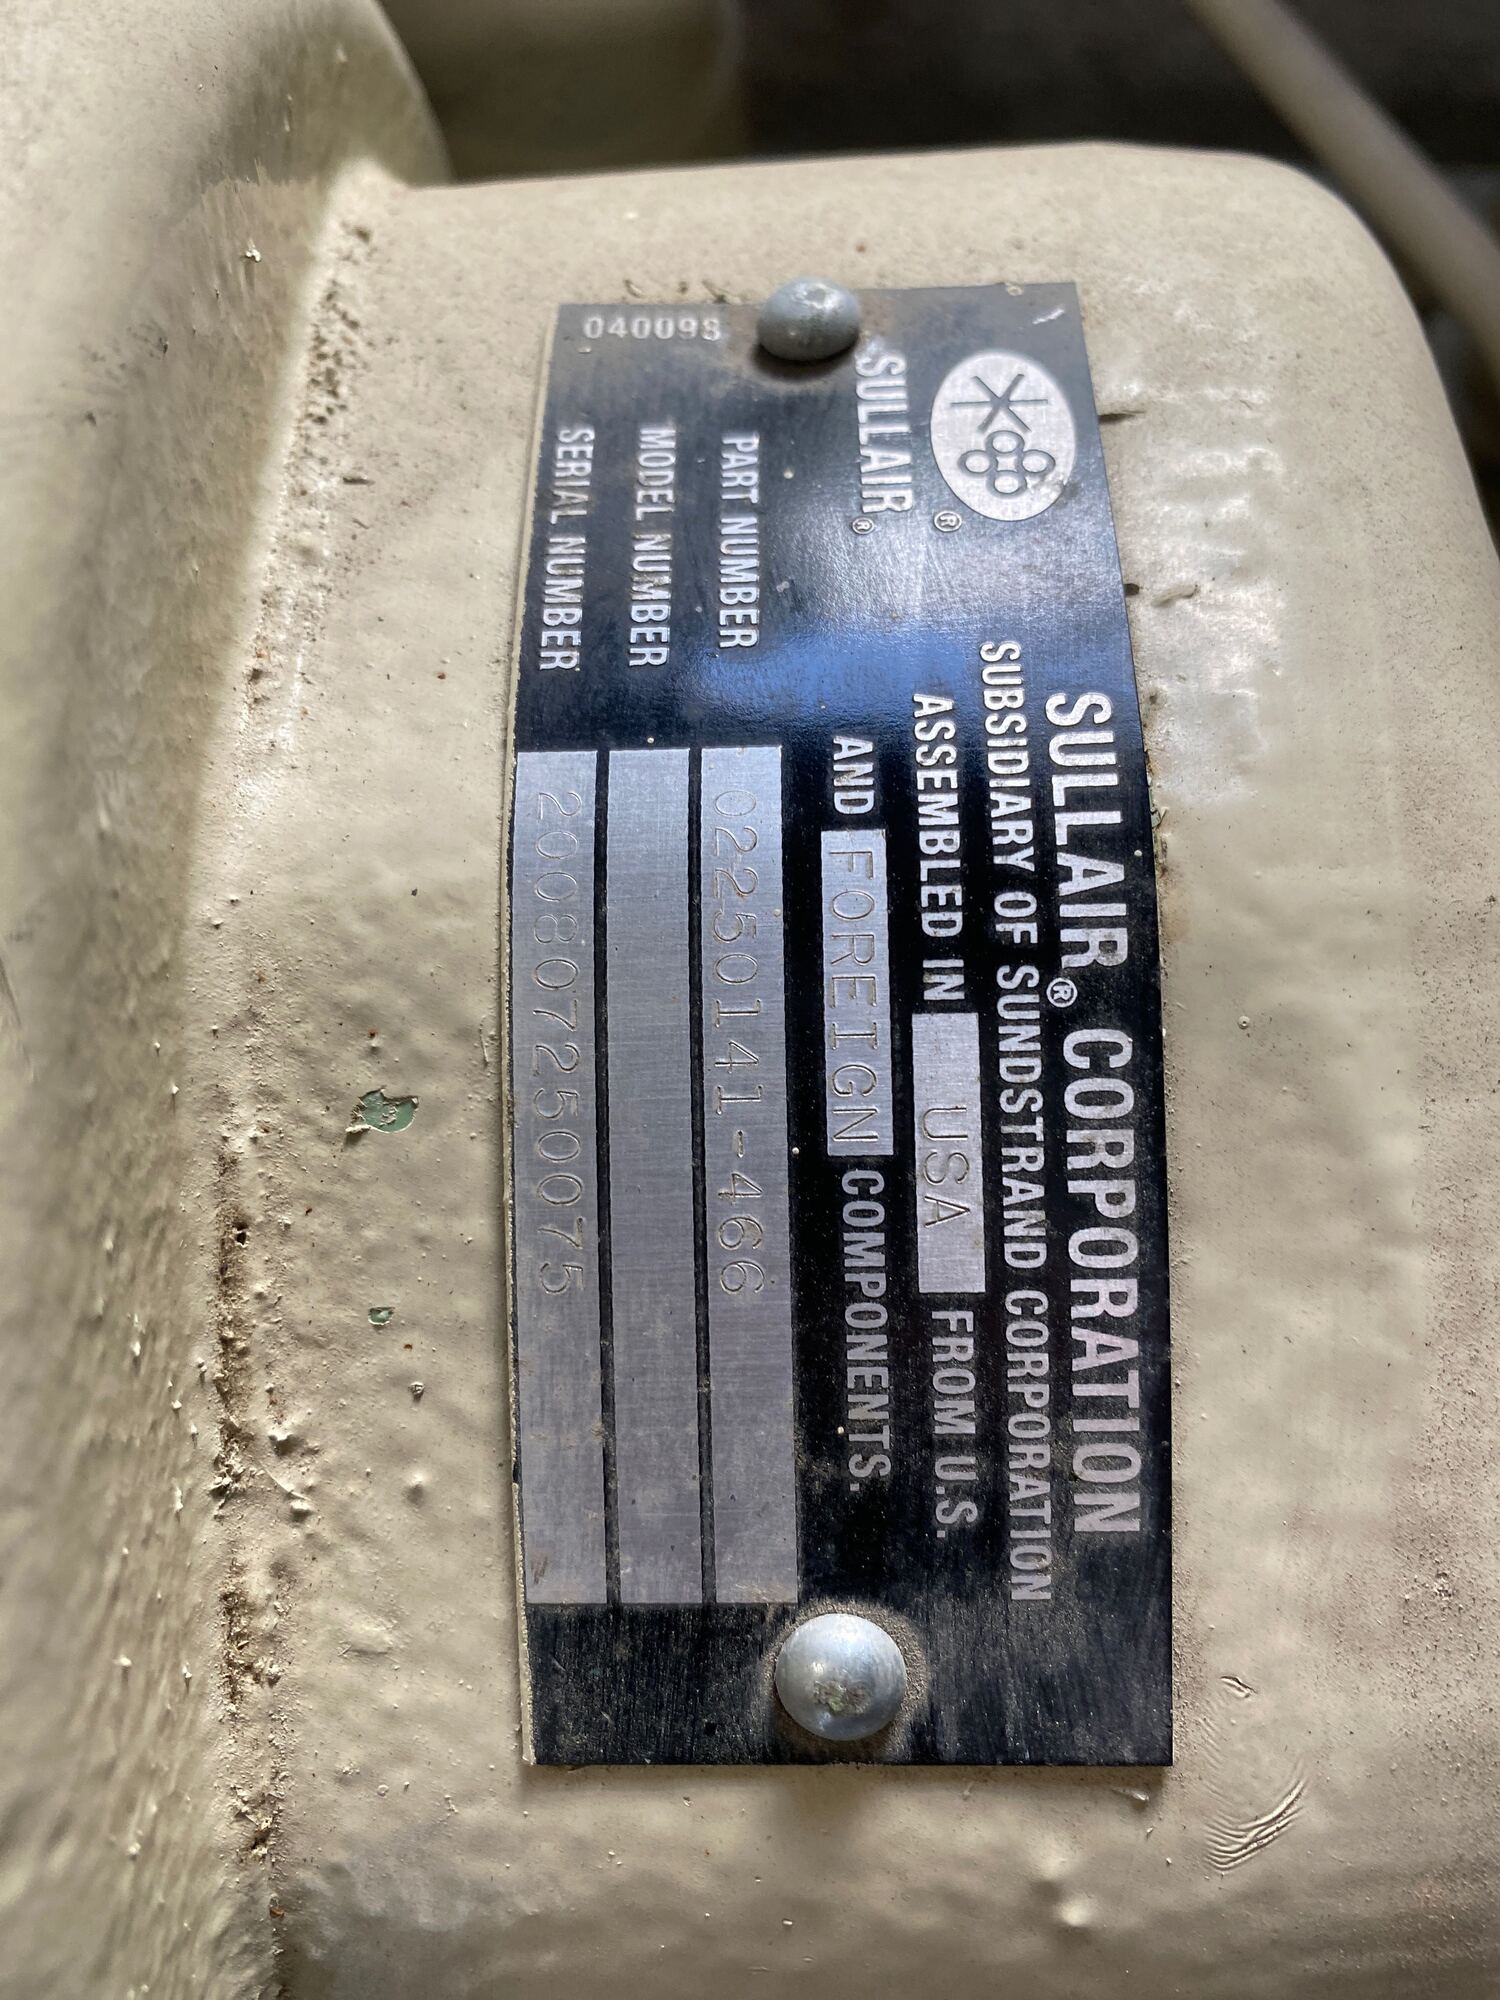 SULLAIR® CORPORATION
SUBSIDIARY OF SUNDSTRAND CORPORATION
ASSEMBLED IN USA FROM U.S.
AND FOREIGN COMPONENTS.
®
SULLAIR®
PART NUMBER 02250141-466
MODEL NUMBER
SERIAL NUMBER 200807250075
04009S